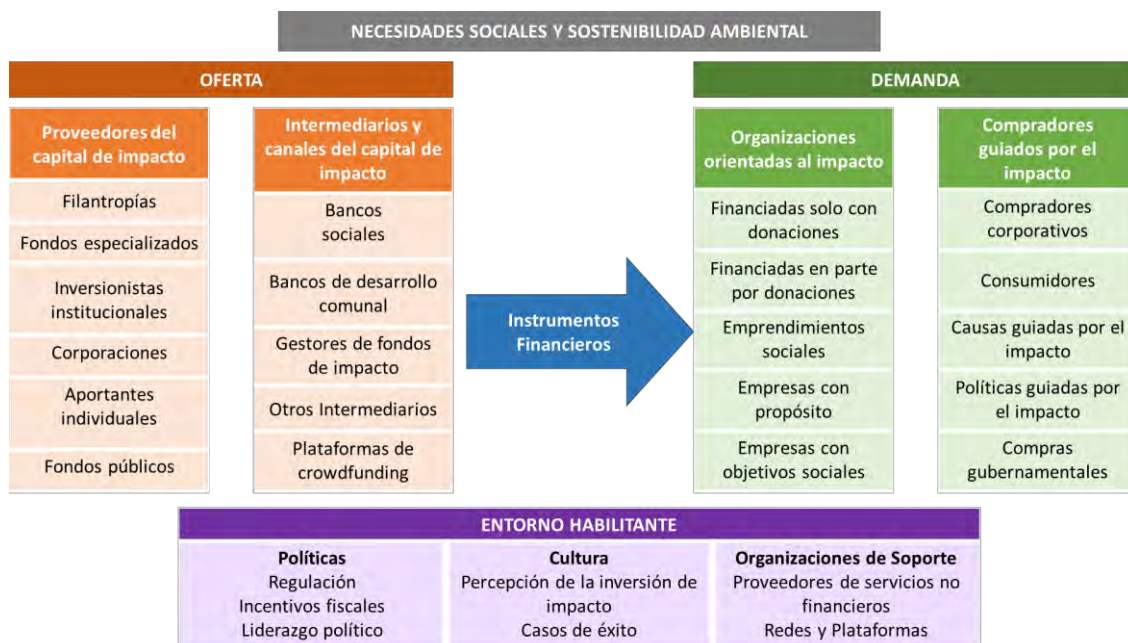 NECESIDADES SOCIALES Y SOSTENIBILIDAD AMBIENTAL
OFERTA
Proveedores del
capital de impacto
Filantropías
Fondos especializados
Inversionistas
institucionales
Corporaciones
Aportantes
individuales
Fondos públicos
Intermediarios y
canales del capital de
impacto
Bancos
sociales
Bancos de desarrollo
comunal
Gestores de fondos
de impacto
Otros Intermediarios
Plataformas de
crowdfunding
Instrumentos
Financieros
DEMANDA
Organizaciones
orientadas al impacto
Financiadas solo con
donaciones
Financiadas en parte
por donaciones
Emprendimientos
sociales
Empresas con
propósito
Empresas con
objetivos sociales
Compradores
guiados por el
impacto
Compradores
corporativos
Consumidores
Causas guiadas por el
impacto
Políticas guiadas por
el impacto
Compras
gubernamentales
ENTORNO HABILITANTE
Políticas
Regulación
Incentivos fiscales
Liderazgo político
Cultura
Percepción de la inversión de
impacto
Casos de éxito
Organizaciones de Soporte
Proveedores de servicios no
financieros
Redes y Plataformas